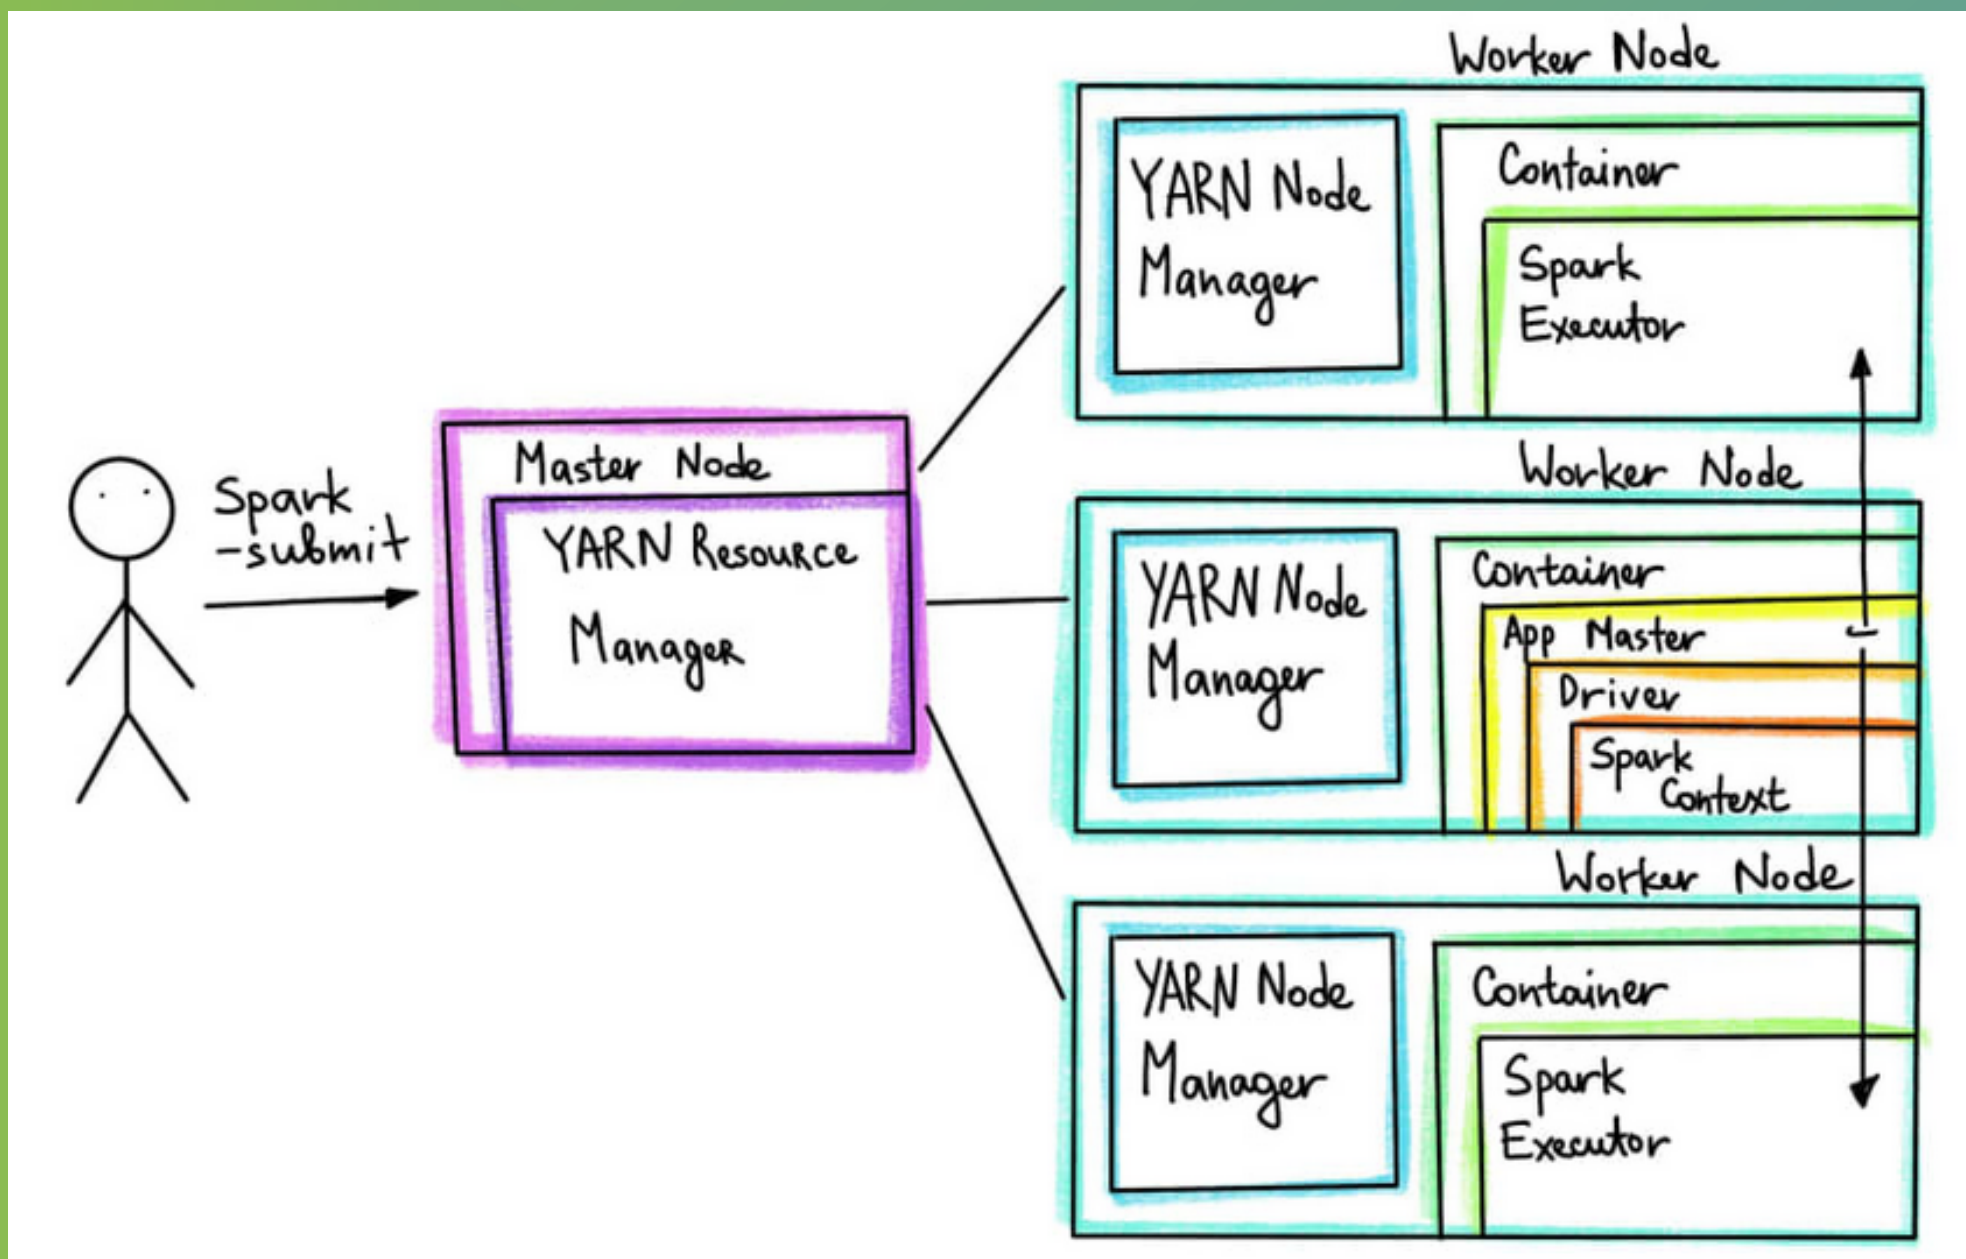 Spark
-submit
Master Node
YARN Resource
Manager
Worker Node
YARN Node
Manager
Container
Spark
Executor
Worker Node
YARN Node
Manager
Container
App Master
Driver
Spark
Context
Worker Node
YARN Node
Manager
Container
Spark
Executor